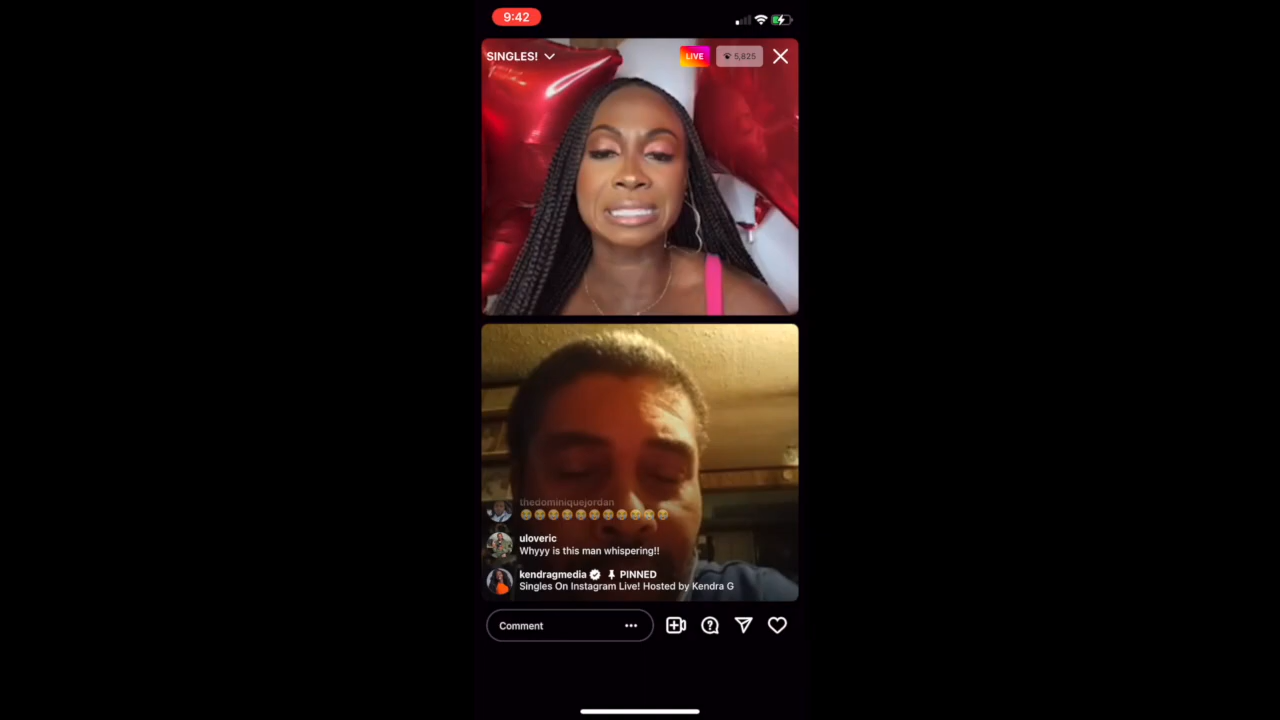 9:42
SINGLES!
LIVE
5,825
thedominiquejordan
😭😭😭😭😭😭😭😭😭😭😭
uloveric
Whyyy is this man whispering!!
kendragmedia PINNED
Singles On Instagram Live! Hosted by Kendra G
Comment